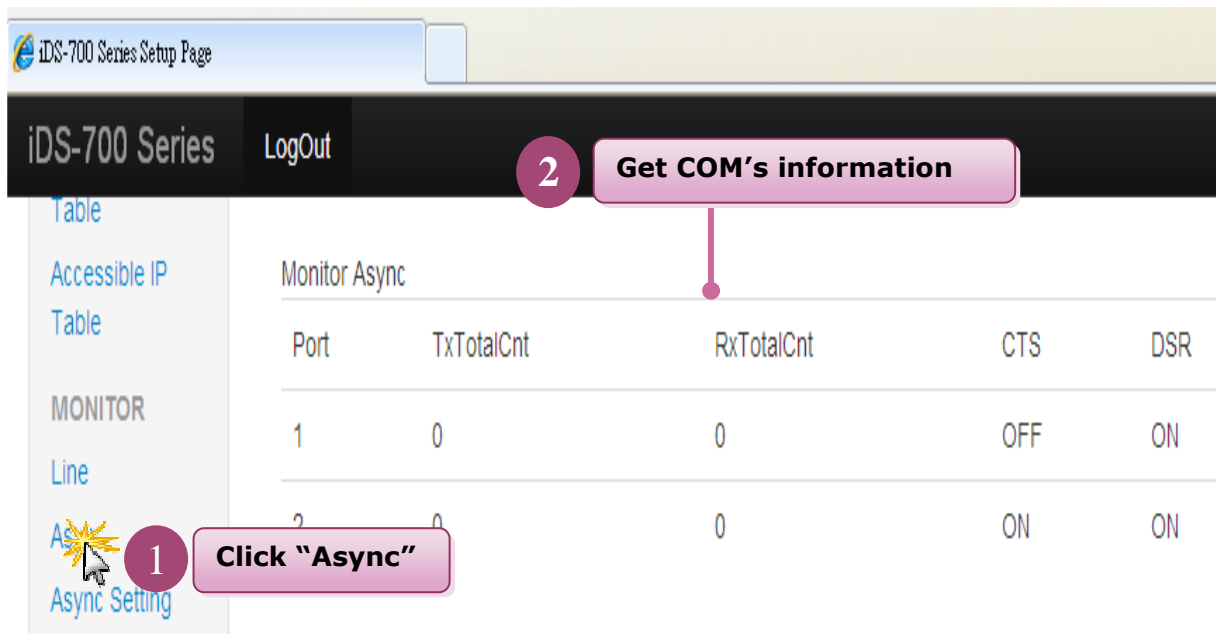 iDS-700 Series Setup Page
iDS-700 Series LogOut
2 Get COM’s information
Table
Accessible IP
Table
MONITOR
Line
1 Click “Async”
Async Setting
Monitor Async
Port TxTotalCnt RxTotalCnt CTS DSR
1 0 0 OFF ON
2 0 0 ON ON